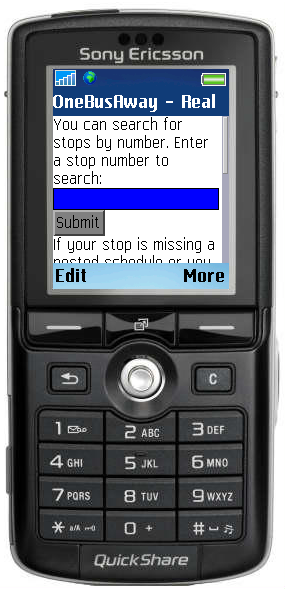 Sony Ericsson
OneBusAway - Real
You can search for
stops by number. Enter
a stop number to
search:
Submit
If your stop is missing a
posted schedule or you
Edit More
C
1 2 ABC 3 DEF
4 GHI 5 JKL 6 MNO
7 PQRS 8 TUV 9 WXYZ
* a/A 0 + #
QuickShare